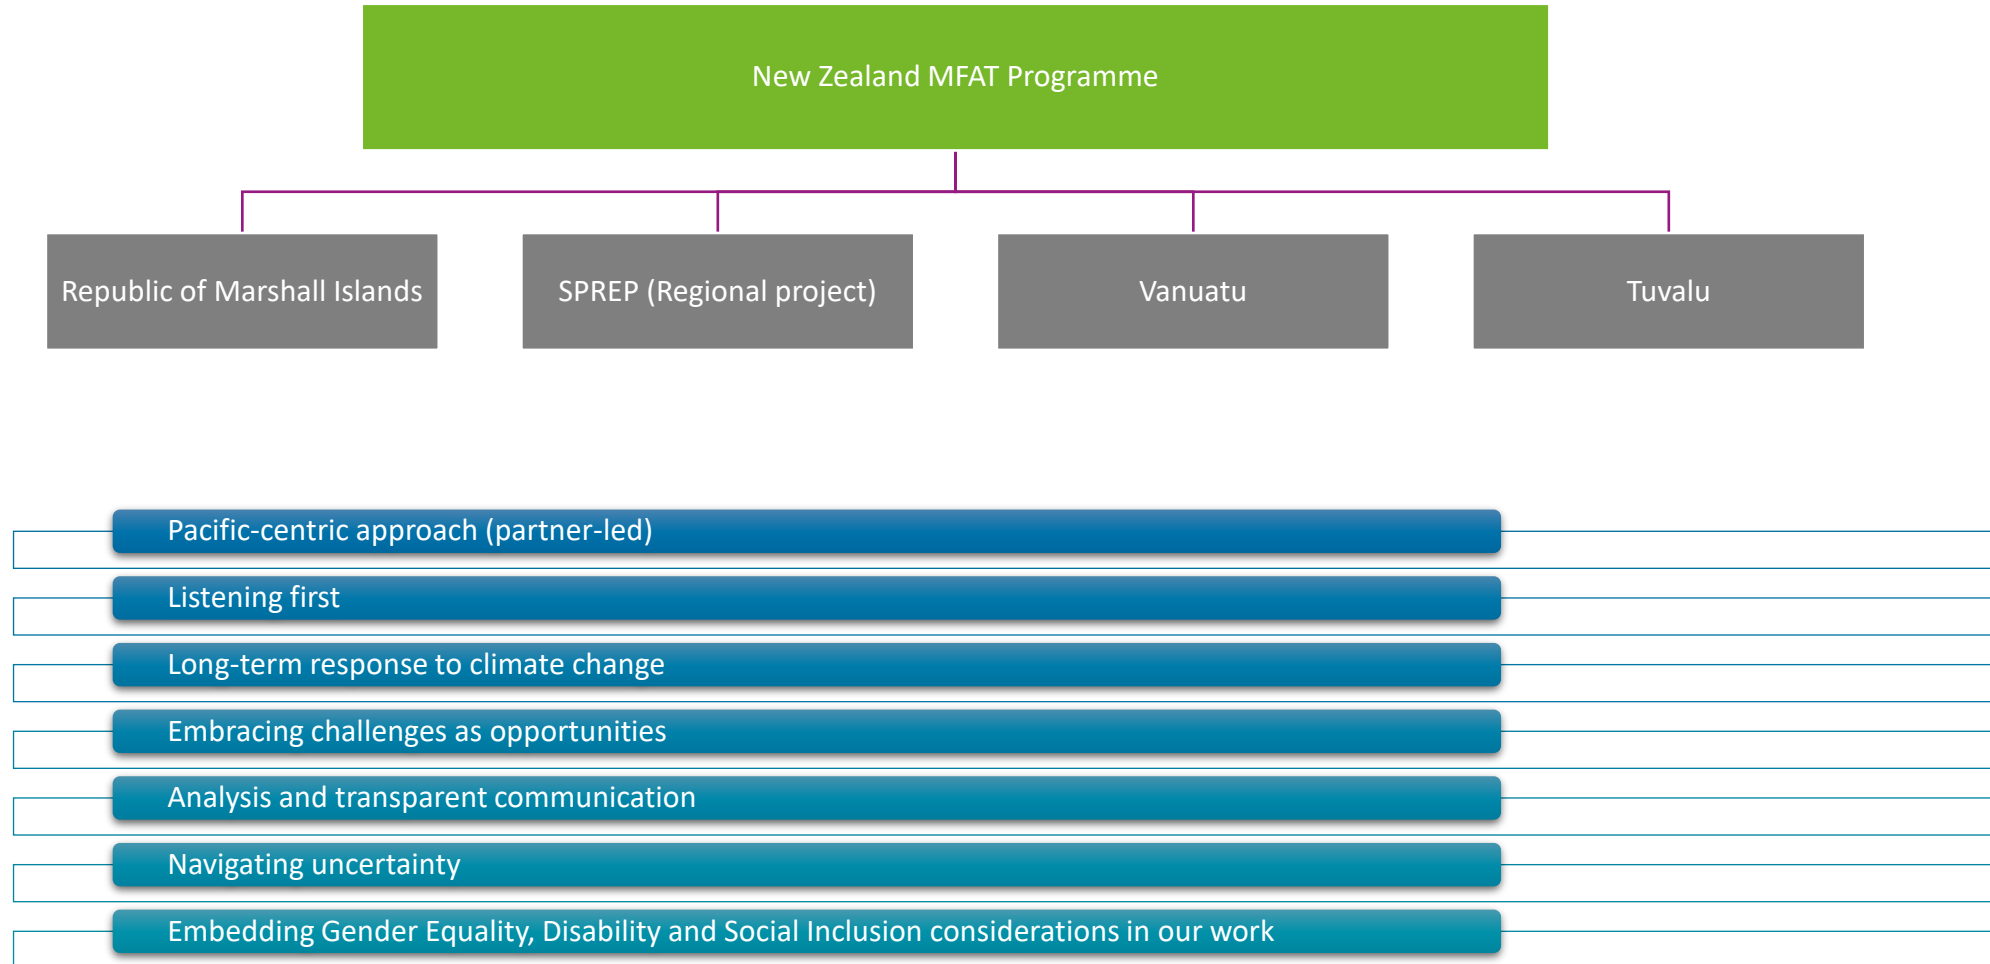 New Zealand MFAT Programme
Republic of Marshall Islands
SPREP (Regional project)
Vanuatu
Tuvalu
Pacific-centric approach (partner-led)
Listening first
Long-term response to climate change
Embracing challenges as opportunities
Analysis and transparent communication
Navigating uncertainty
Embedding Gender Equality, Disability and Social Inclusion considerations in our work